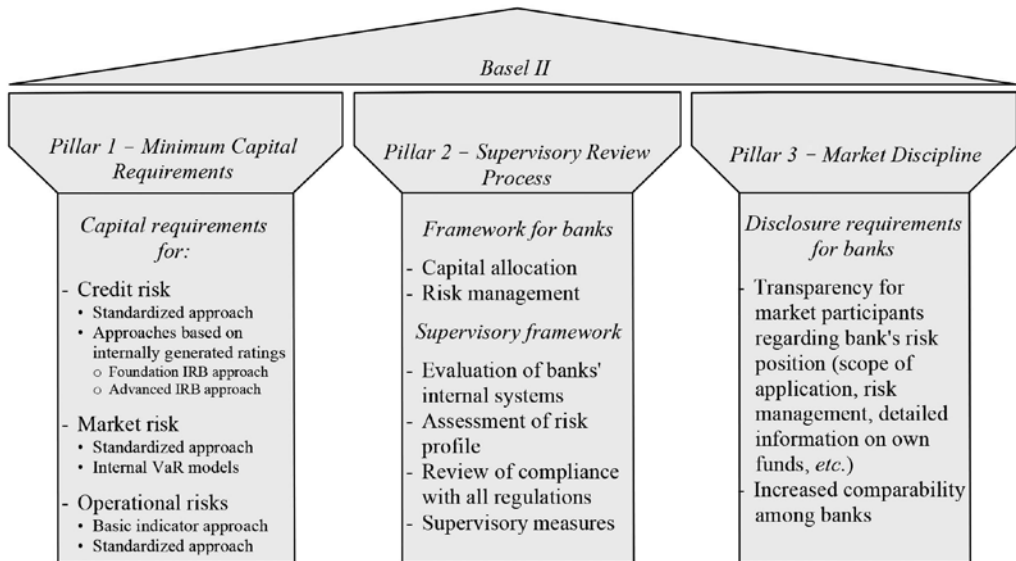 Basel II
Pillar 1 – Minimum Capital
Requirements
Capital requirements
for:
- Credit risk
• Standardized approach
• Approaches based on
internally generated ratings
○ Foundation IRB approach
○ Advanced IRB approach
- Market risk
• Standardized approach
• Internal VaR models
- Operational risks
• Basic indicator approach
• Standardized approach
Pillar 2 – Supervisory Review
Process
Framework for banks
- Capital allocation
- Risk management
Supervisory framework
- Evaluation of banks'
internal systems
- Assessment of risk
profile
- Review of compliance
with all regulations
- Supervisory measures
Pillar 3 – Market Discipline
Disclosure requirements
for banks
- Transparency for
market participants
regarding bank's risk
position (scope of
application, risk
management, detailed
information on own
funds, etc.)
- Increased comparability
among banks